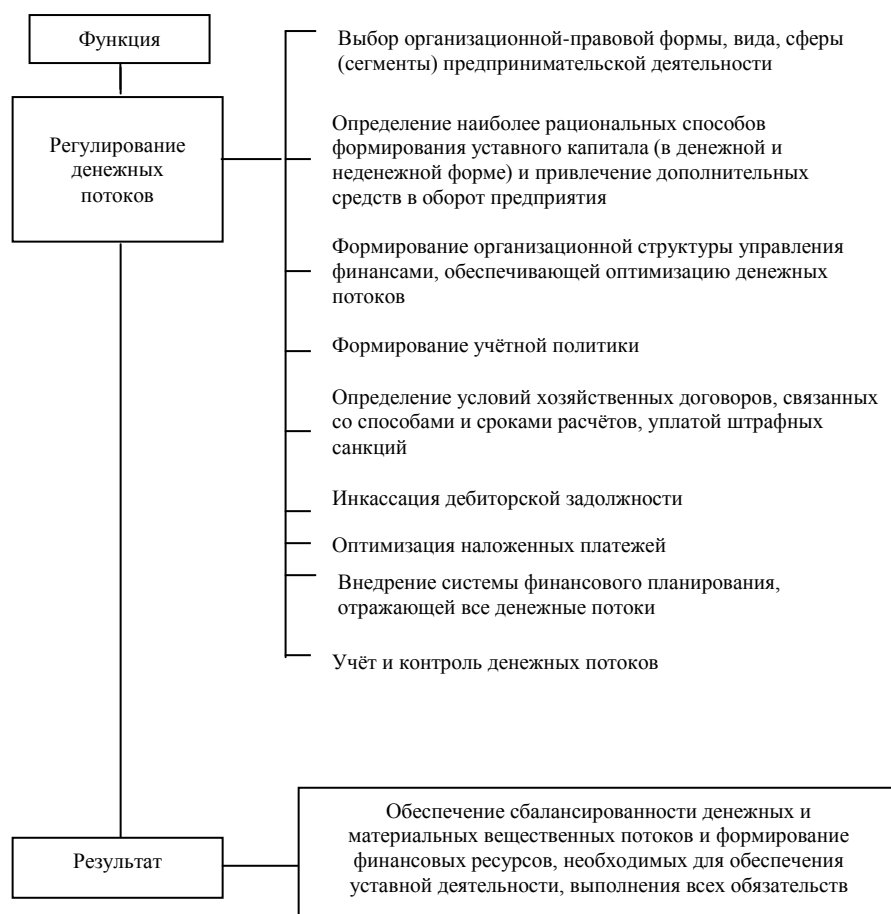 Функция
Выбор организационной-правовой формы, вида, сферы
(сегменты) предпринимательской деятельности
Регулирование
денежных
потоков
Определение наиболее рациональных способов
формирования уставного капитала (в денежной и
неденежной форме) и привлечение дополнительных
средств в оборот предприятия
Формирование организационной структуры управления
финансами, обеспечивающей оптимизацию денежных
потоков
Формирование учётной политики
Определение условий хозяйственных договоров, связанных
со способами и сроками расчётов, уплатой штрафных
санкций
Инкассация дебиторской задолжности
Оптимизация наложенных платежей
Внедрение системы финансового планирования,
отражающей все денежные потоки
Учёт и контроль денежных потоков
Результат
Обеспечение сбалансированности денежных и
материальных вещественных потоков и формирование
финансовых ресурсов, необходимых для обеспечения
уставной деятельности, выполнения всех обязательств